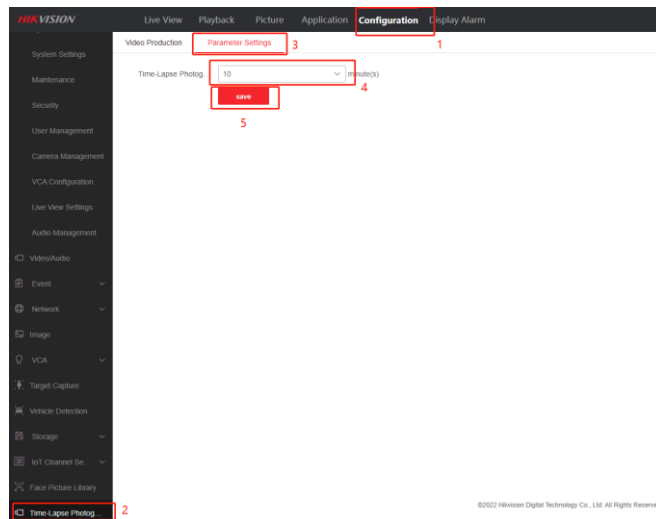 HIKVISION Live View Playback Picture Application Configuration Display Alarm
1
Video Production Parameter Settings 3
Time-Lapse Photog... 10 minute(s)
4
save
5
System Settings
Maintenance
Security
User Management
Camera Management
VCA Configuration
Live View Settings
Audio Management
Video/Audio
Event
Network
Image
VCA
Target Capture
Vehicle Detection
Storage
IoT Channel Se...
Face Picture Library
Time-Lapse Photog... 2
©2022 Hikvision Digital Technology Co., Ltd. All Rights Reserve